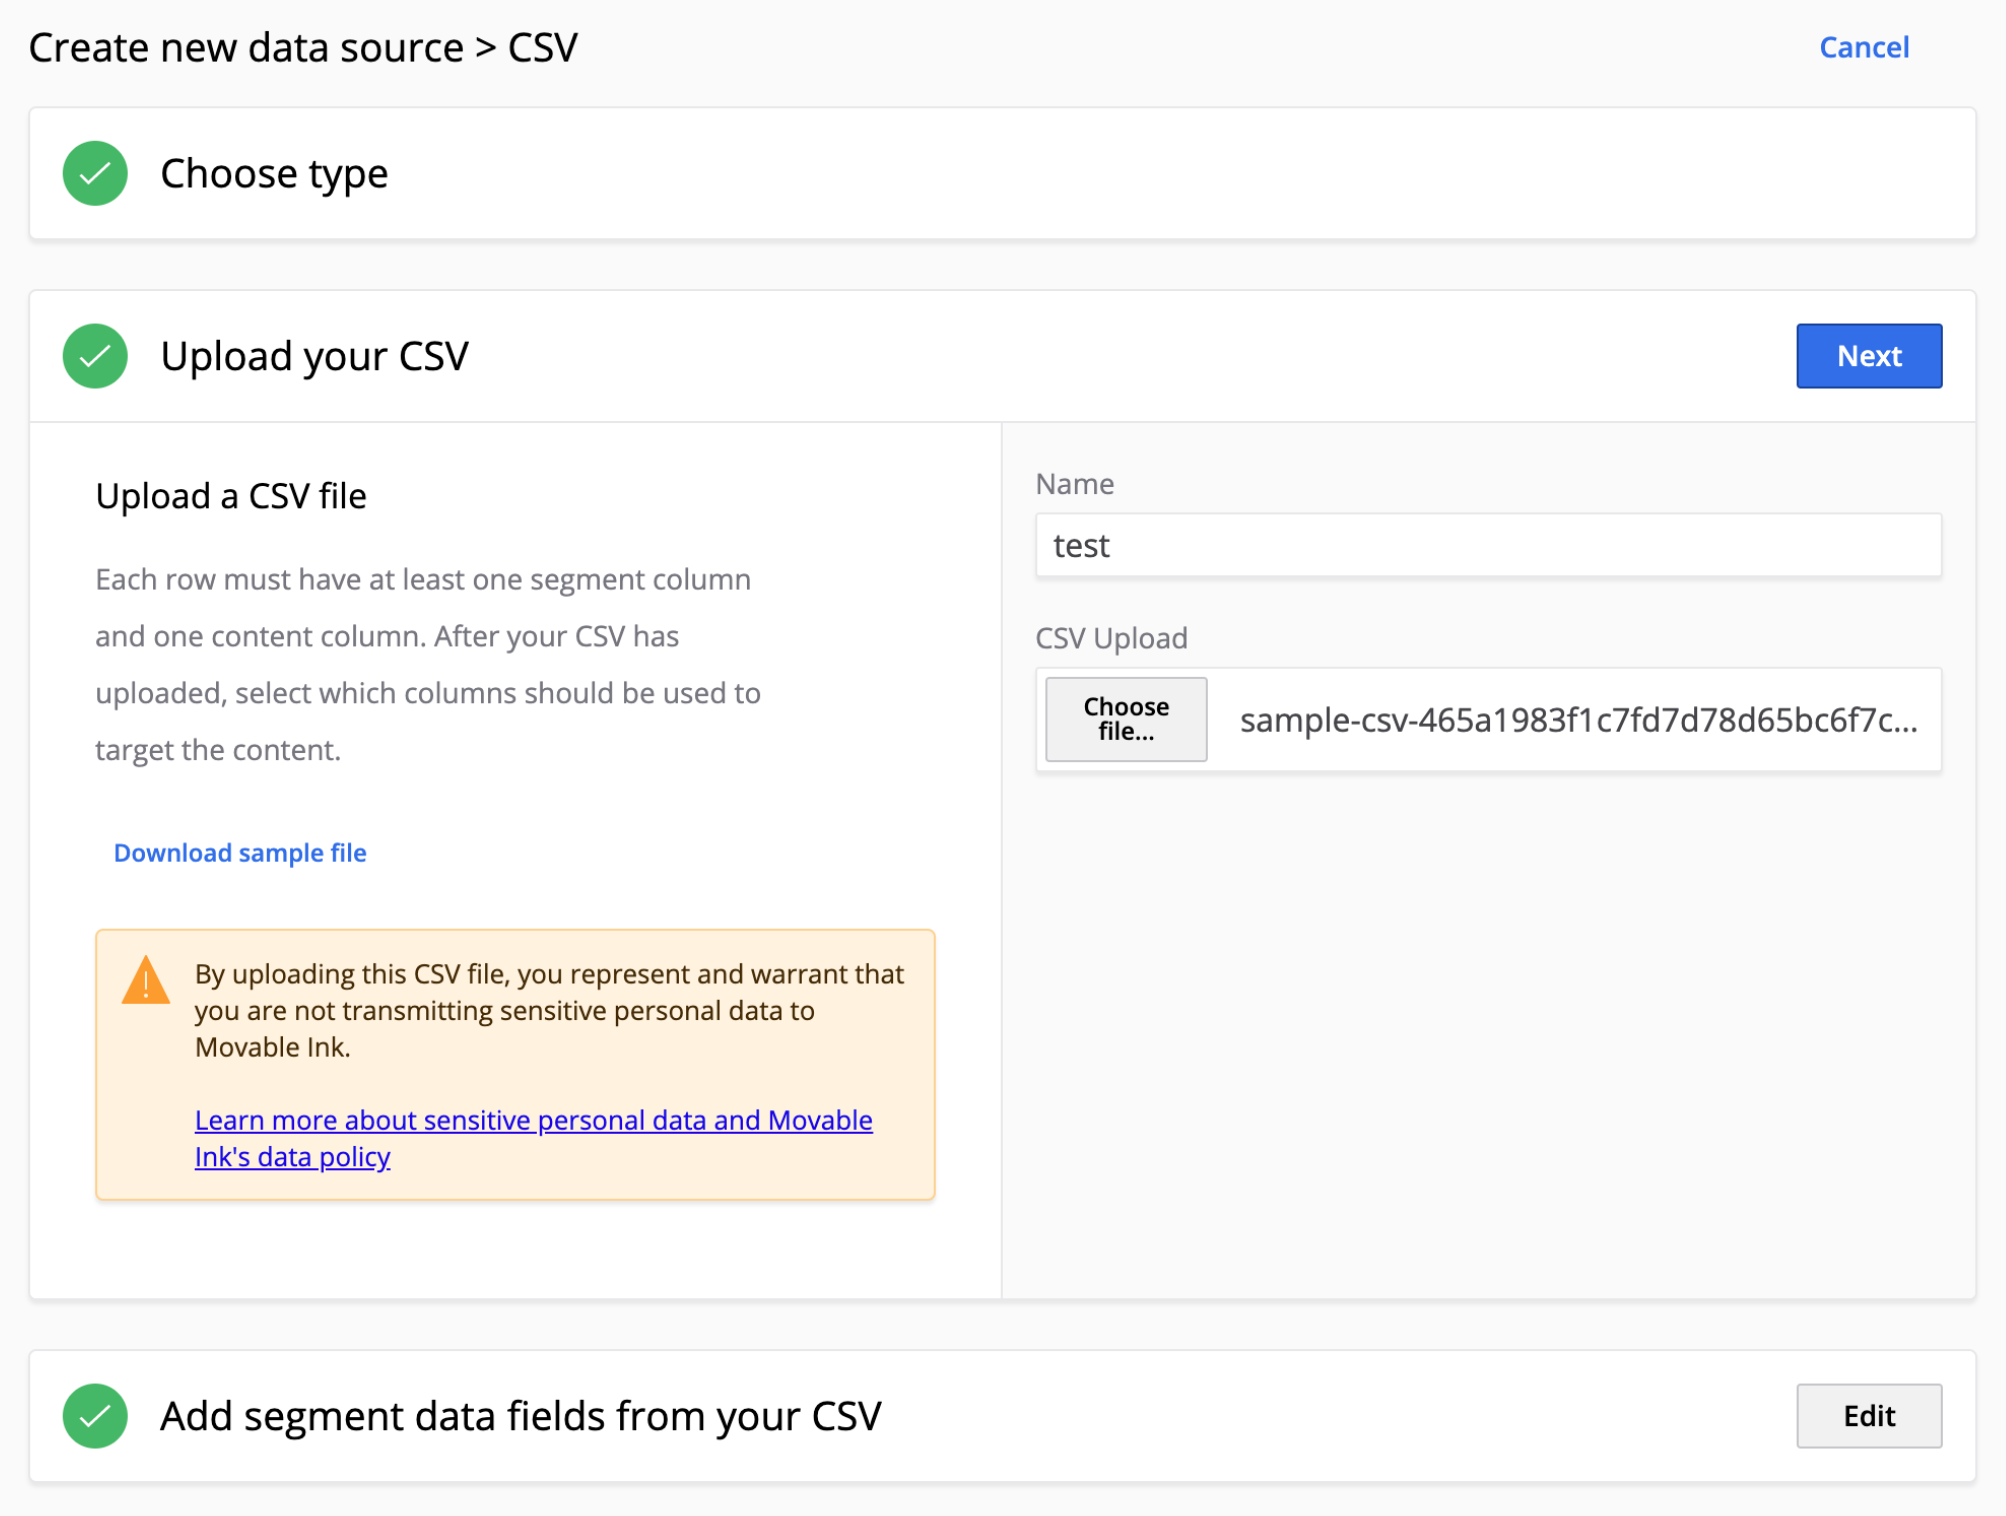 Create new data source > CSV
Cancel
Choose type
Upload your CSV
Next
Upload a CSV file
Each row must have at least one segment column
and one content column. After your CSV has
uploaded, select which columns should be used to
target the content.
Download sample file
By uploading this CSV file, you represent and warrant that
you are not transmitting sensitive personal data to
Movable Ink.
Learn more about sensitive personal data and Movable
Ink's data policy
Name
test
CSV Upload
Choose
file...
sample-csv-465a1983f1c7fd7d78d65bc6f7c...
Add segment data fields from your CSV
Edit